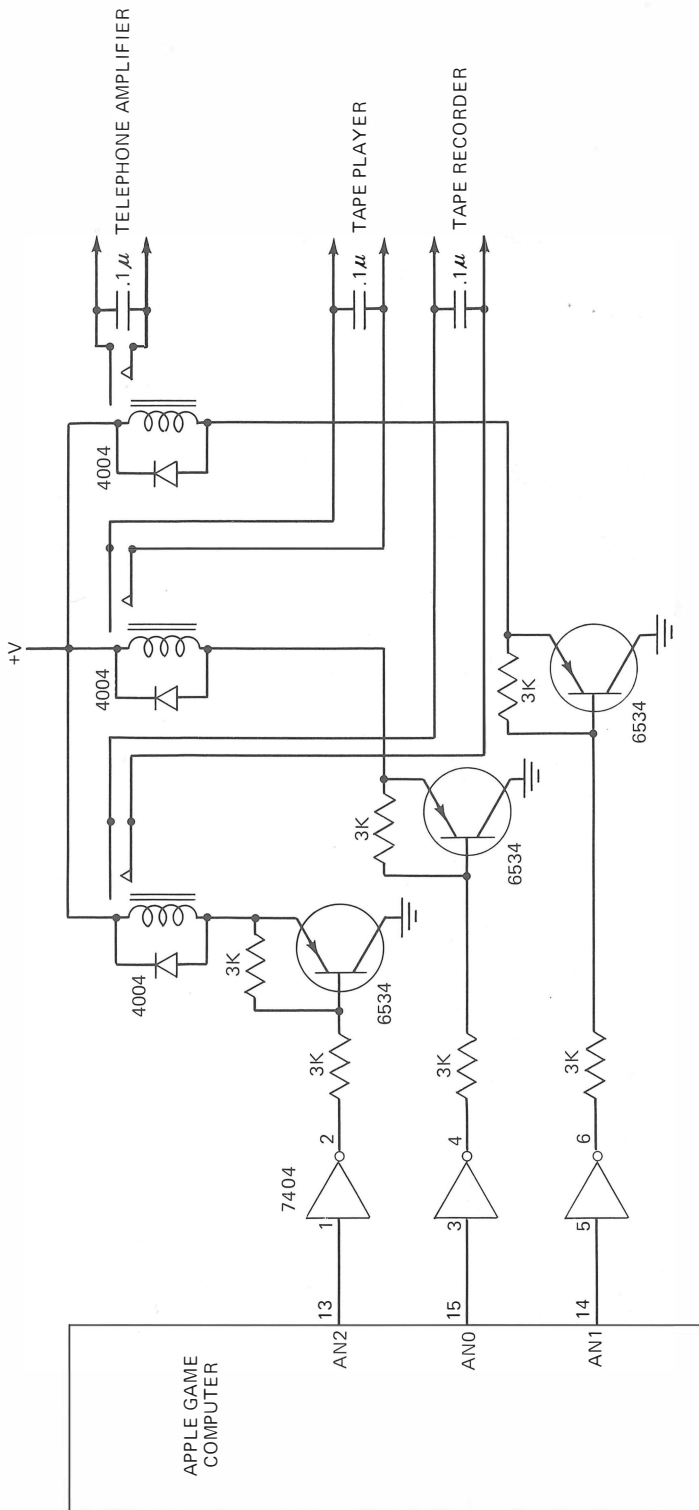 APPLE GAME
COMPUTER
AN2
13
AN0
15
AN1
14
7404
1
2
3
4
5
6
3K
3K
3K
3K
3K
3K
6534
6534
6534
4004
4004
4004
+V
.1µ
TELEPHONE AMPLIFIER
.1µ
TAPE PLAYER
.1µ
TAPE RECORDER